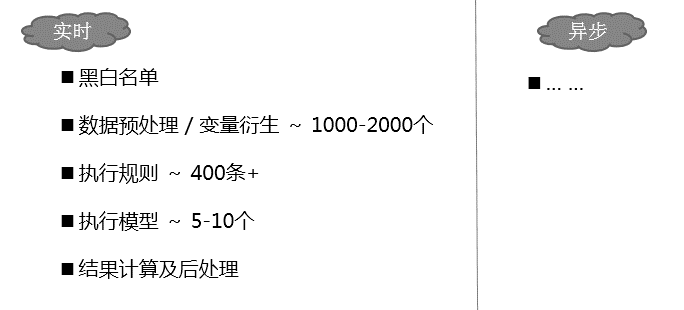 实时
■ 黑白名单
■ 数据预处理 / 变量衍生 ~ 1000-2000个
■ 执行规则 ~ 400条+
■ 执行模型 ~ 5-10个
■ 结果计算及后处理
异步
■ … …